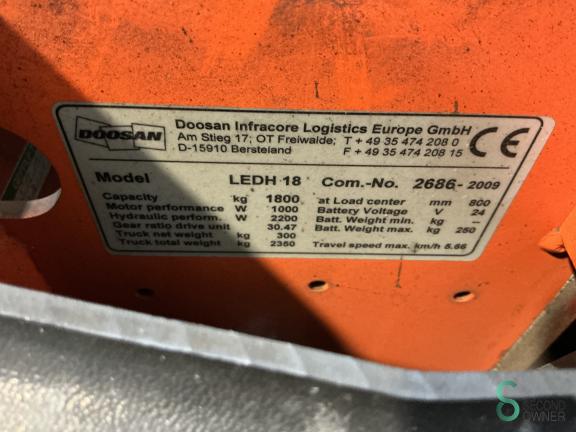 DOOSAN
Doosan Infracore Logistics Europe GmbH
Am Stieg 17; OT Freiwalde; T + 49 35 474 208 0
D-15910 Bersteland F + 49 35 474 208 15
CE
Model LEDH 18 Com.-No. 2686-2009
Capacity kg 1800 at Load center mm 800
Motor performance W 1000 Battery Voltage V 24
Hydraulic perform. W 2200 Batt. Weight min. kg –
Gear ratio drive unit 30.47 Batt. Weight max. kg 250
Truck net weight kg 300
Truck total weight kg 2350 Travel speed max. km/h 5.66
SECOND
OWNER